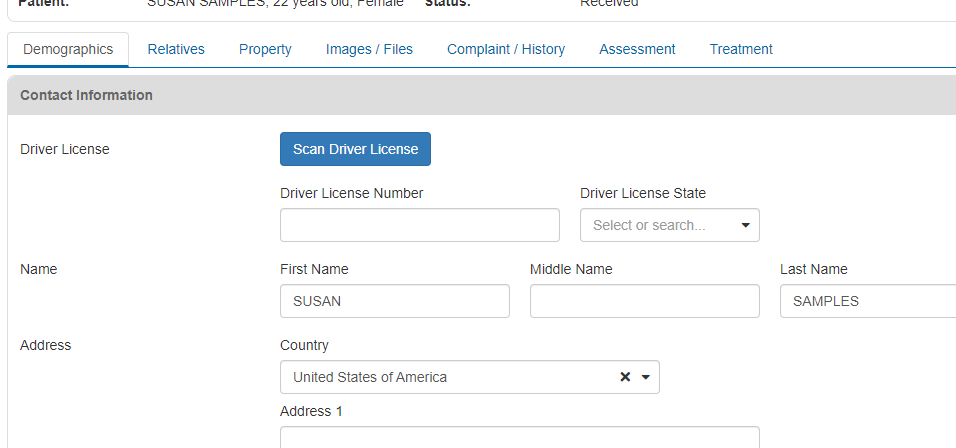 Patient: SUSAN SAMPLES, 22 years old, Female Status: Received
Demographics Relatives Property Images / Files Complaint / History Assessment Treatment
Contact Information
Driver License Scan Driver License
Driver License Number Driver License State
Select or search...
Name First Name Middle Name Last Name
SUSAN SAMPLES
Address Country
United States of America
Address 1